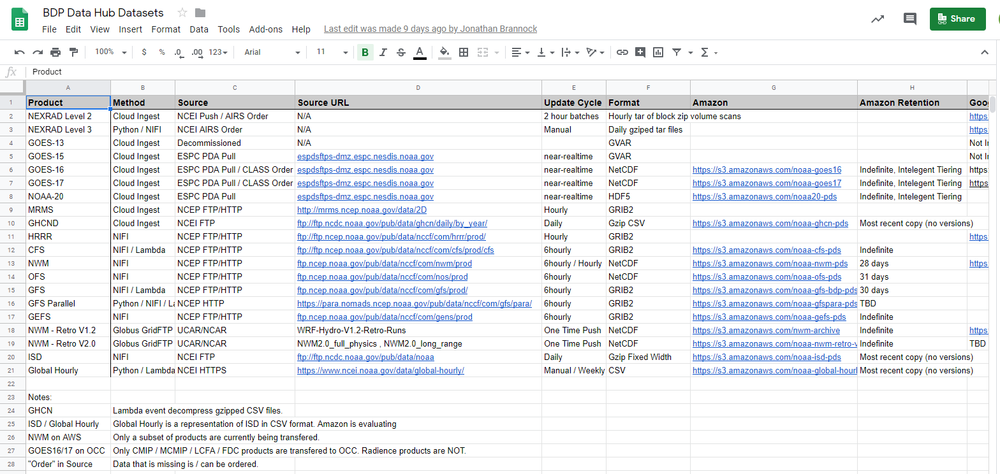 BDP Data Hub Datasets
File Edit View Insert Format Data Tools Add-ons Help Last edit was made 9 days ago by Jonathan Brannock
Share
100% $ % .0 .00 123 Arial 11 B I S A Σ
fx Product
A B C D E F G H
1 Product Method Source Source URL Update Cycle Format Amazon Amazon Retention Goo
2 NEXRAD Level 2 Cloud Ingest NCEI Push / AIRS Order N/A 2 hour batches Hourly tar of block zip volume scans https:
3 NEXRAD Level 3 Python / NIFI NCEI AIRS Order N/A Manual Daily gziped tar files https:
4 GOES-13 Cloud Ingest Decommissioned N/A GVAR Not In
5 GOES-15 Cloud Ingest ESPC PDA Pull espdsftps-dmz.espc.nesdis.noaa.gov near-realtime GVAR Not In
6 GOES-16 Cloud Ingest ESPC PDA Pull / CLASS Order espdsftps-dmz.espc.nesdis.noaa.gov near-realtime NetCDF https://s3.amazonaws.com/noaa-goes16 Indefinite, Intelegent Tiering https:
7 GOES-17 Cloud Ingest ESPC PDA Pull / CLASS Order espdsftps-dmz.espc.nesdis.noaa.gov near-realtime NetCDF https://s3.amazonaws.com/noaa-goes17 Indefinite, Intelegent Tiering https
8 NOAA-20 Cloud Ingest ESPC PDA Pull espdsftps-dmz.espc.nesdis.noaa.gov near-realtime HDF5 https://s3.amazonaws.com/noaa20-pds Indefinite, Intelegent Tiering
9 MRMS Cloud Ingest NCEP FTP/HTTP http://mrms.ncep.noaa.gov/data/2D Hourly GRIB2
10 GHCND Cloud Ingest NCEI FTP ftp://ftp.ncdc.noaa.gov/pub/data/ghcn/daily/by_year/ Daily Gzip CSV https://s3.amazonaws.com/noaa-ghcn-pds Most recent copy (no versions)
11 HRRR NIFI NCEP FTP/HTTP ftp://ftp.ncep.noaa.gov/pub/data/nccf/com/hrrr/prod/ Hourly GRIB2 https:
12 CFS NIFI / Lambda NCEP FTP/HTTP ftp://ftp.ncep.noaa.gov/pub/data/nccf/com/cfs/prod/cfs 6hourly GRIB2 https://s3.amazonaws.com/noaa-cfs-pds Indefinite
13 NWM NIFI NCEP FTP/HTTP ftp.ncep.noaa.gov/pub/data/nccf/com/nwm/prod 6hourly / Hourly NetCDF https://s3.amazonaws.com/noaa-nwm-pds 28 days https:
14 OFS NIFI NCEP FTP/HTTP ftp.ncep.noaa.gov/pub/data/nccf/com/nos/prod 6hourly NetCDF https://s3.amazonaws.com/noaa-ofs-pds 31 days
15 GFS NIFI / Lambda NCEP FTP/HTTP ftp.ncep.noaa.gov/pub/data/nccf/com/gfs/prod/ 6hourly GRIB2 https://s3.amazonaws.com/noaa-gfs-bdp-pds 30 days
16 GFS Parallel Python / NIFI / La NCEP HTTP https://para.nomads.ncep.noaa.gov/pub/data/nccf/com/gfs/para/ 6hourly GRIB2 https://s3.amazonaws.com/noaa-gfspara-pds TBD
17 GEFS NIFI NCEP FTP/HTTP ftp.ncep.noaa.gov/pub/data/nccf/com/gens/prod 6hourly GRIB2 https://s3.amazonaws.com/noaa-gefs-pds Indefinite
18 NWM - Retro V1.2 Globus GridFTP UCAR/NCAR WRF-Hydro-V1.2-Retro-Runs One Time Push NetCDF https://s3.amazonaws.com/nwm-archive Indefinite https:
19 NWM - Retro V2.0 Globus GridFTP UCAR/NCAR NWM2.0_full_physics , NWM2.0_long_range One Time Push NetCDF https://s3.amazonaws.com/noaa-nwm-retro-v Indefinite TBD
20 ISD NIFI NCEI FTP ftp://ftp.ncdc.noaa.gov/pub/data/noaa Daily Gzip Fixed Width https://s3.amazonaws.com/noaa-isd-pds Most recent copy (no versions)
21 Global Hourly Python / Lambda NCEI HTTPS https://www.ncei.noaa.gov/data/global-hourly/ Manual / Weekly CSV https://s3.amazonaws.com/noaa-global-hourl Most recent copy (no versions)
22
23 Notes:
24 GHCN Lambda event decompress gzipped CSV files.
25 ISD / Global Hourly Global Hourly is a representation of ISD in CSV format. Amazon is evaluating
26 NWM on AWS Only a subset of products are currently being transfered.
27 GOES16/17 on OCC Only CMIP / MCMIP / LCFA / FDC products are transfered to OCC. Radience products are NOT.
28 "Order" in Source Data that is missing is / can be ordered.